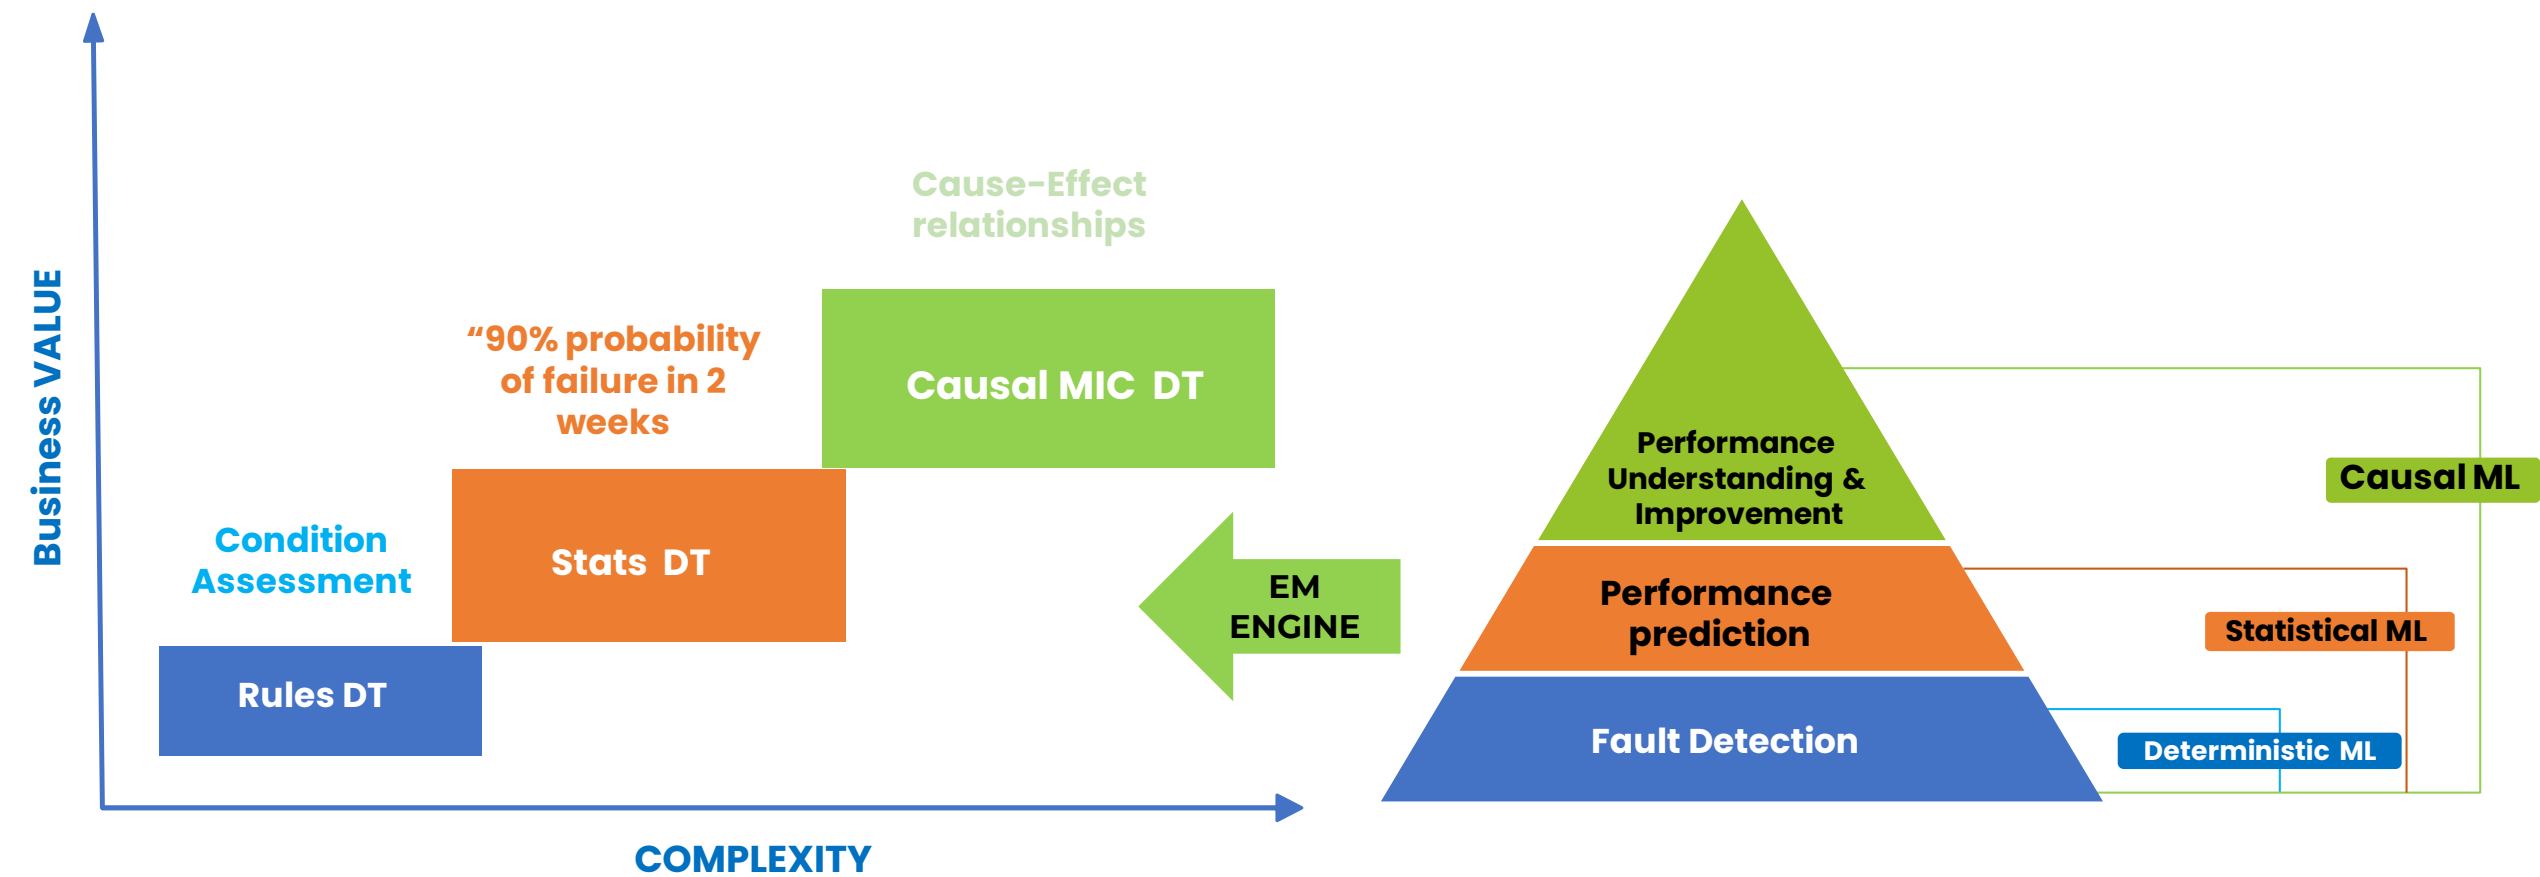 Business VALUE
Cause-Effect
relationships
Causal MIC DT
“90% probability
of failure in 2
weeks
Stats DT
Condition
Assessment
Rules DT
COMPLEXITY
EM
ENGINE
Performance
Understanding &
Improvement
Performance
prediction
Fault Detection
Causal ML
Statistical ML
Deterministic ML